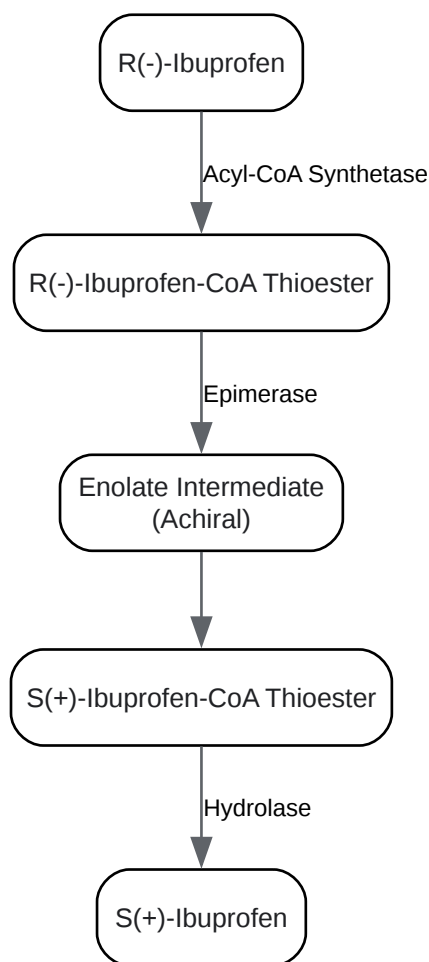 R(-)-Ibuprofen
Acyl-CoA Synthetase
R(-)-Ibuprofen-CoA Thioester
Epimerase
Enolate Intermediate
(Achiral)
S(+)-Ibuprofen-CoA Thioester
Hydrolase
S(+)-Ibuprofen